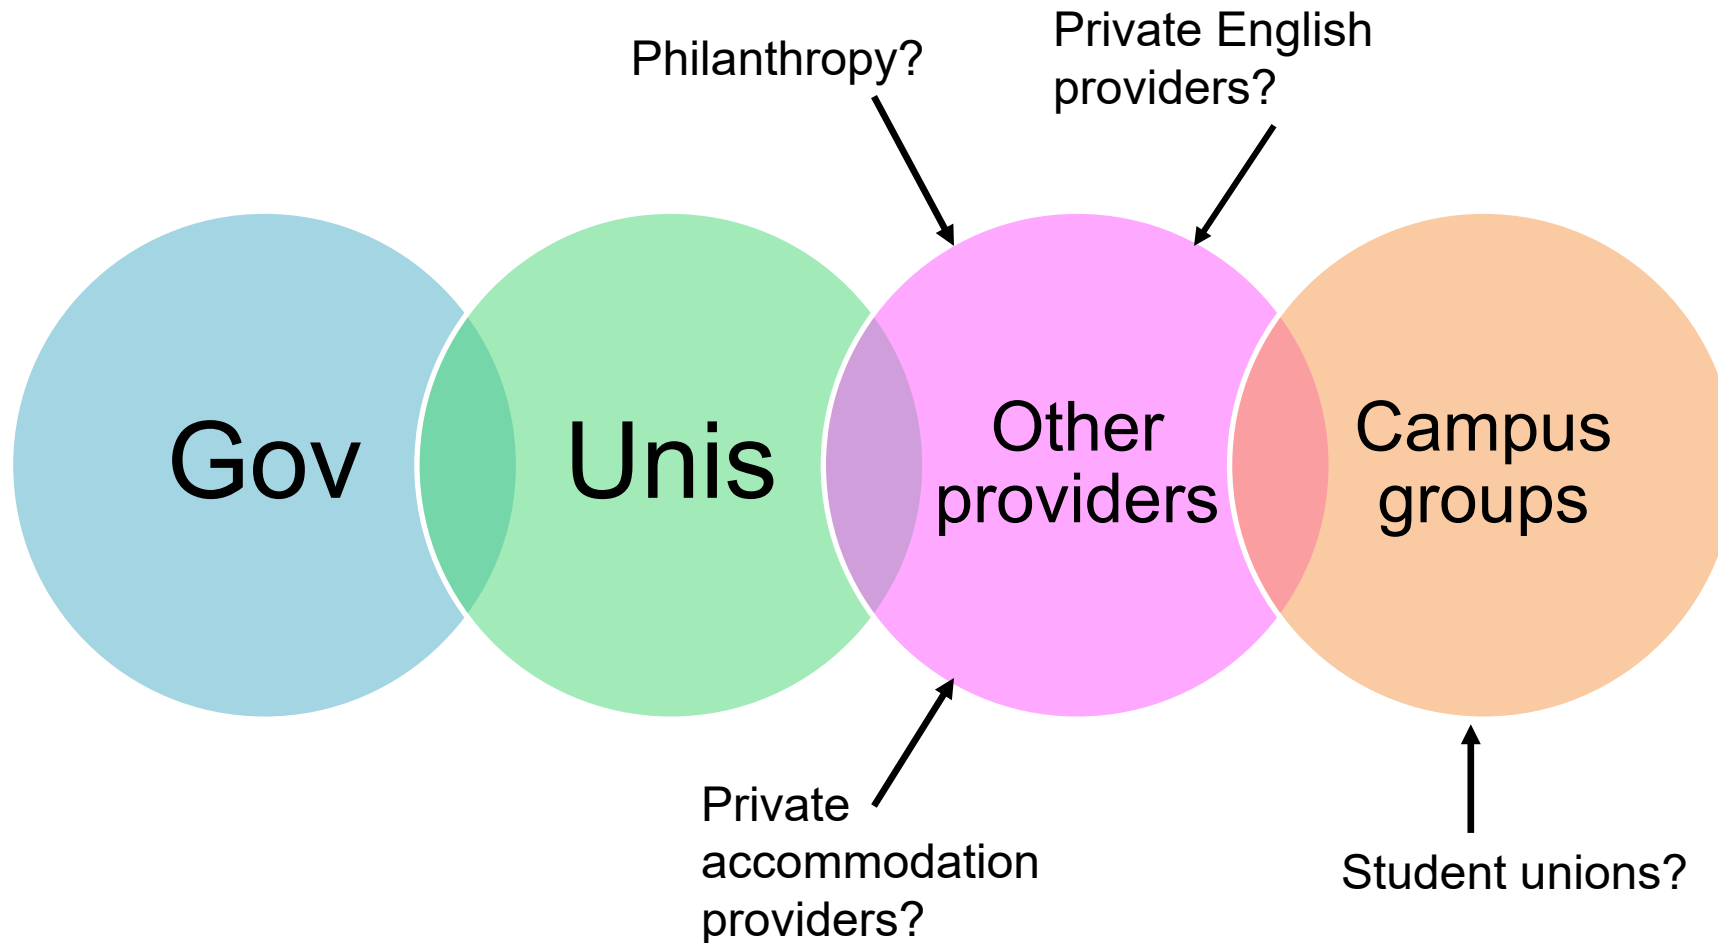 Philanthropy?
Private English
providers?
Gov
Unis
Other
providers
Campus
groups
Private
accommodation
providers?
Student unions?